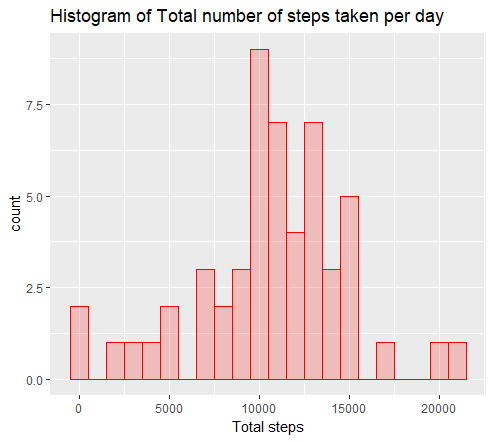 Histogram of Total number of steps taken per day
count
7.5
5.0
2.5
0.0
0 5000 10000 15000 20000
Total steps